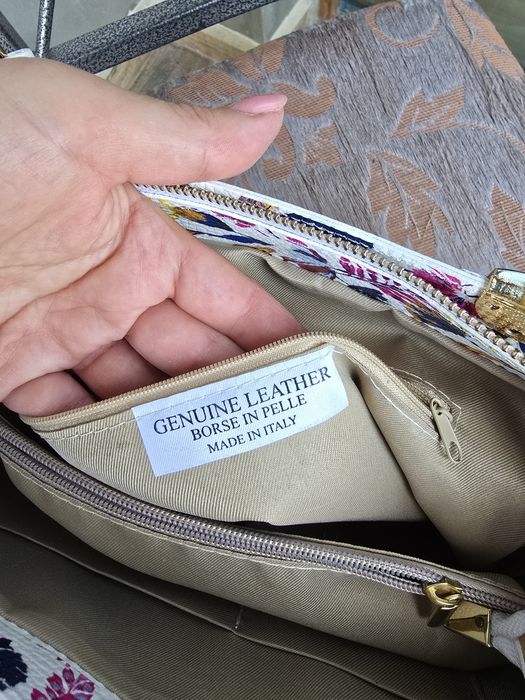 GENUINE LEATHER
BORSE IN PELLE
MADE IN ITALY